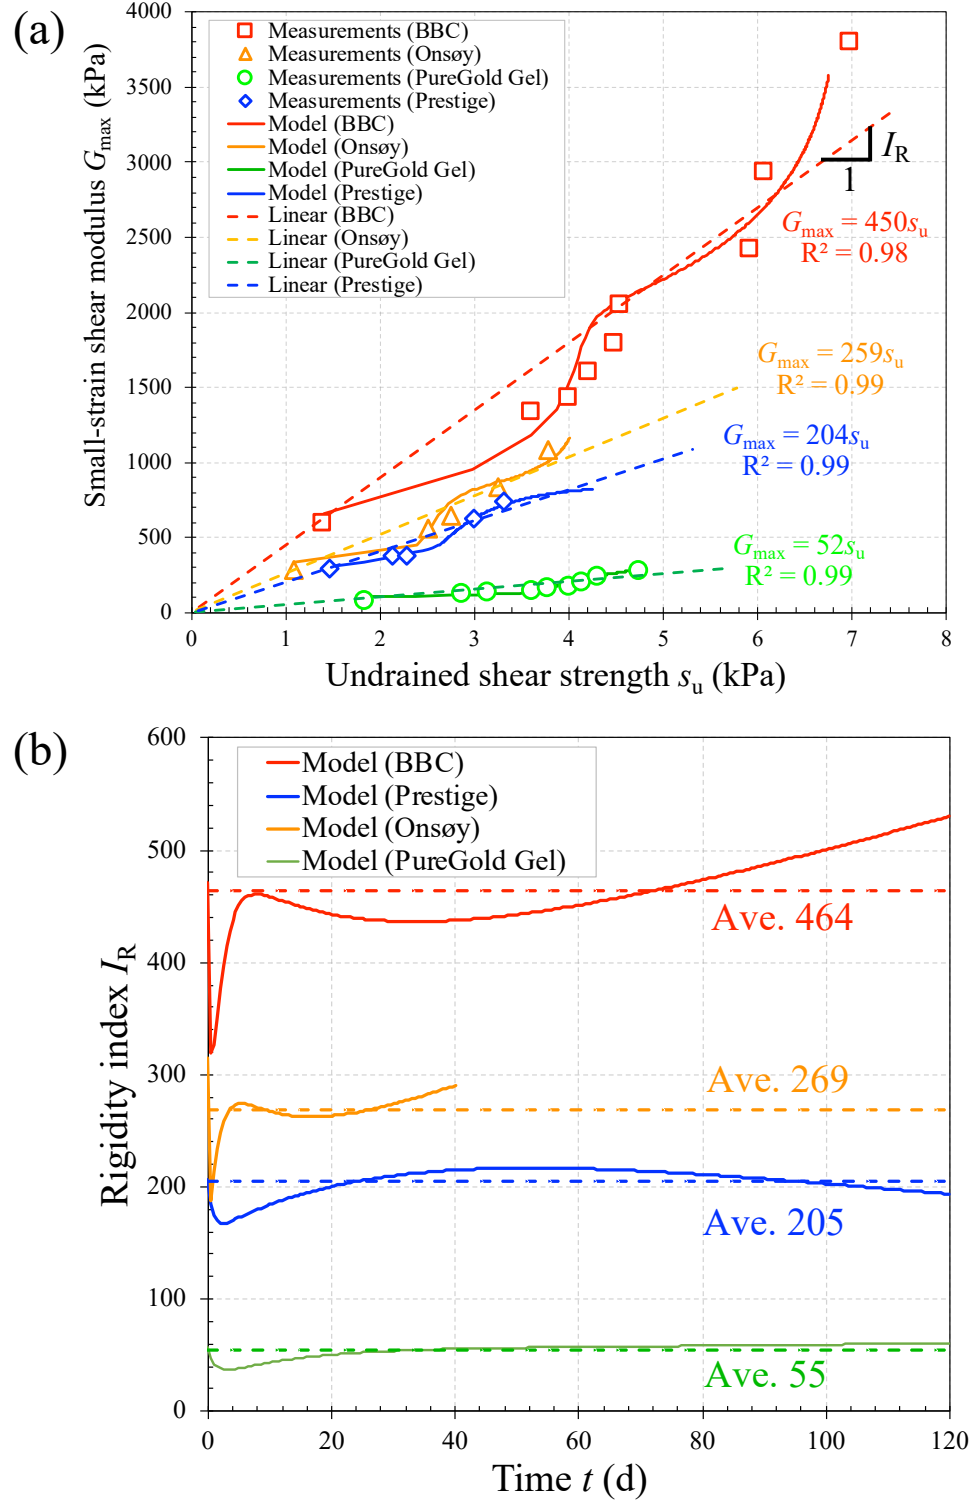 (a)
Small-strain shear modulus Gmax (kPa)
4000
3500
3000
2500
2000
1500
1000
500
0
Measurements (BBC)
Measurements (Onsøy)
Measurements (PureGold Gel)
Measurements (Prestige)
Model (BBC)
Model (Onsøy)
Model (PureGold Gel)
Model (Prestige)
Linear (BBC)
Linear (Onsøy)
Linear (PureGold Gel)
Linear (Prestige)
IR
1
Gmax = 450su
R² = 0.98
Gmax = 259su
R² = 0.99
Gmax = 204su
R² = 0.99
Gmax = 52su
R² = 0.99
0 1 2 3 4 5 6 7 8
Undrained shear strength su (kPa)
(b)
Rigidity index IR
600
500
400
300
200
100
0
Model (BBC)
Model (Prestige)
Model (Onsøy)
Model (PureGold Gel)
Ave. 464
Ave. 269
Ave. 205
Ave. 55
0 20 40 60 80 100 120
Time t (d)